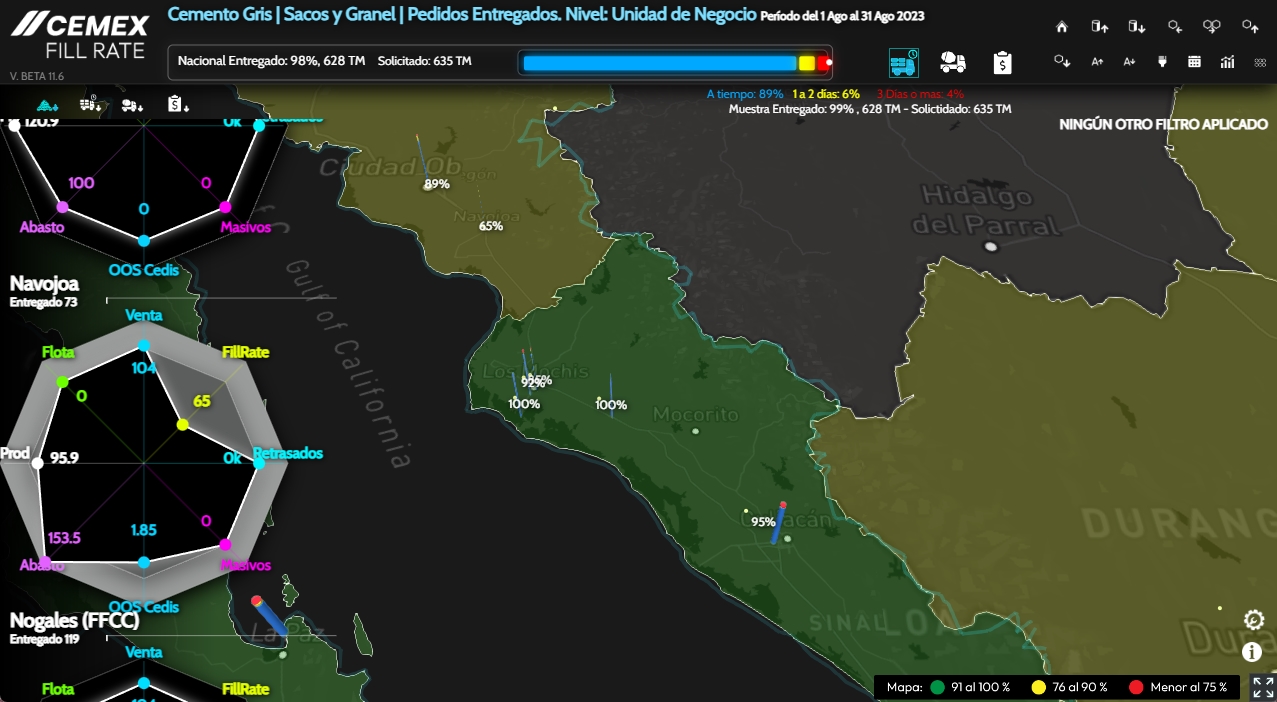 CEMEX
FILL RATE
V. BETA 11.6
Cemento Gris | Sacos y Granel | Pedidos Entregados. Nivel: Unidad de Negocio Período del 1 Ago al 31 Ago 2023
Nacional Entregado: 98%, 628 TM Solicitado: 635 TM
A tiempo: 89% 1 a 2 días: 6% 3 Días o mas: 4%
Muestra Entregado: 99% , 628 TM - Solictidado: 635 TM
NINGÚN OTRO FILTRO APLICADO
120.9
Ok
Retrasados
100
0
0
Abasto
Masivos
OOS Cedis
Navojoa
Entregado 73
Venta
Flota
FillRate
104
0
65
Prod
95.9
Ok
Retrasados
1.85
0
153.5
Abasto
Masivos
OOS Cedis
Nogales (FFCC)
Entregado 119
Venta
Flota
FillRate
Gulf of California
Ciudad Ob
gón
89%
Navojoa
65%
Hidalgo
del Parral
Los Mochis
92%
100%
100%
Mocorito
95%
Culiacán
DURANG
SINALOA
Dura
La Paz
Mapa: 91 al 100 % 76 al 90 % Menor al 75 %